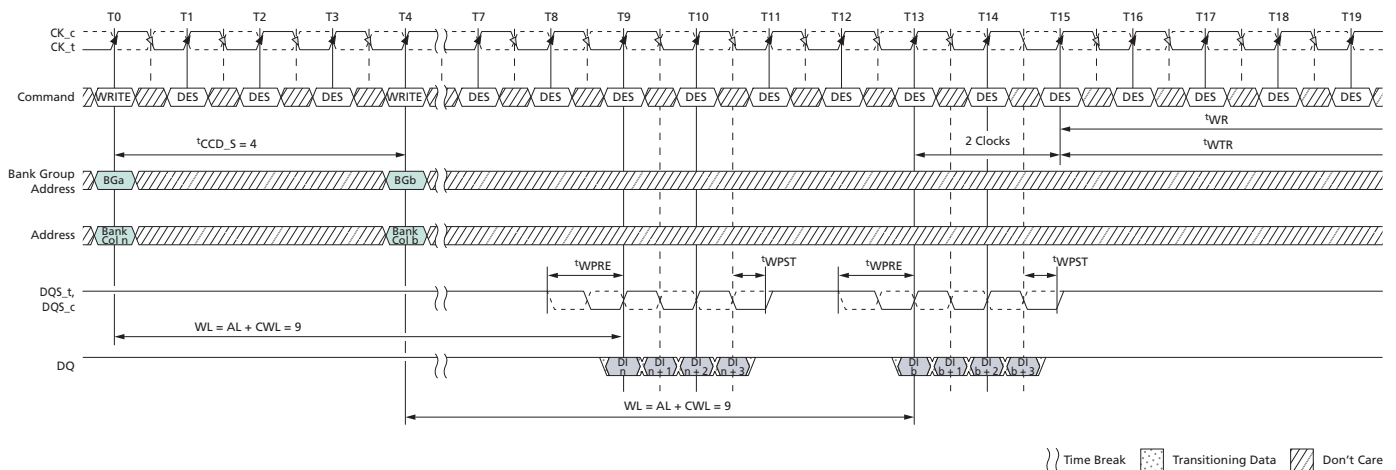 T0 T1 T2 T3 T4 T7 T8 T9 T10 T11 T12 T13 T14 T15 T16 T17 T18 T19
CK_c
CK_t
Command WRITE DES DES DES WRITE DES DES DES DES DES DES DES DES DES DES DES DES DES
tWR
tCCD_S = 4 2 Clocks tWTR
Bank Group
Address BGa BGb
Address Bank
Col n Bank
Col b
tWPRE tWPST tWPRE tWPST
DQS_t,
DQS_c
WL = AL + CWL = 9
DQ DI
n DI
n + 1 DI
n + 2 DI
n + 3 DI
b DI
b + 1 DI
b + 2 DI
b + 3
WL = AL + CWL = 9
Time Break Transitioning Data Don't Care